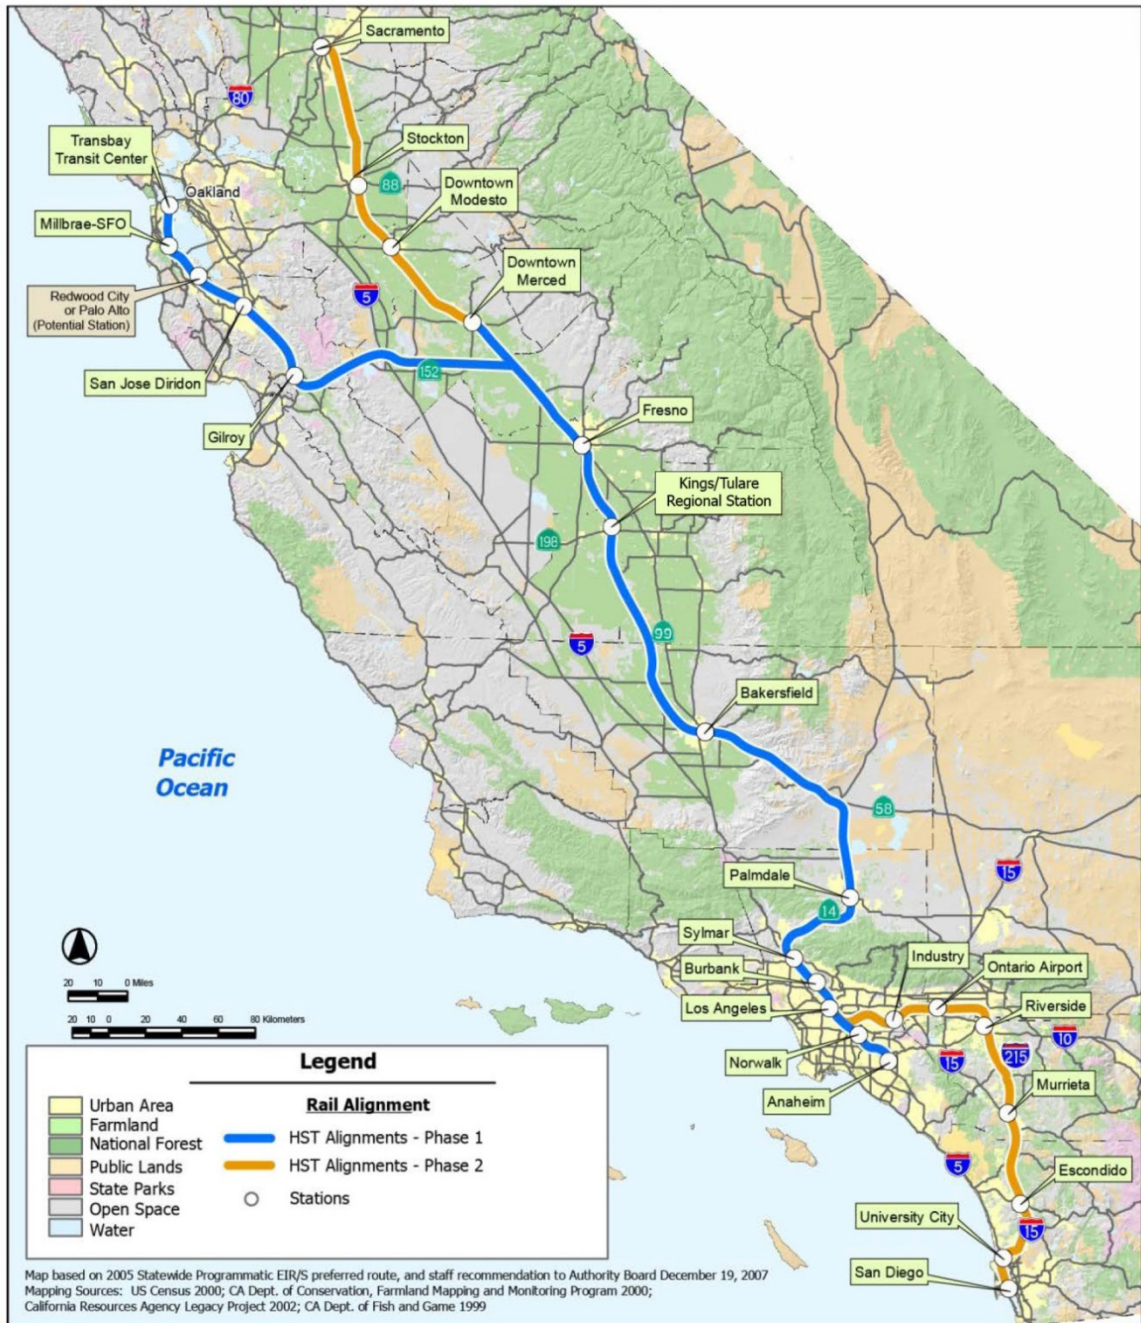 Sacramento
80
Transbay
Transit Center
Stockton
Oakland
88
Downtown
Modesto
Millbrae-SFO
Downtown
Merced
Redwood City
or Palo Alto
(Potential Station)
5
152
San Jose Diridon
Fresno
Gilroy
Kings/Tulare
Regional Station
198
99
5
Bakersfield
Pacific
Ocean
58
15
Palmdale
14
Sylmar
Industry
Ontario Airport
Burbank
Los Angeles
Riverside
10
215
15
Norwalk
Murrieta
Anaheim
5
Escondido
University City
15
San Diego
20 10 0 Miles
20 10 0 20 40 60 80 Kilometers
Legend
Rail Alignment
Urban Area
Farmland
National Forest
Public Lands
State Parks
Open Space
Water
HST Alignments - Phase 1
HST Alignments - Phase 2
Stations
Map based on 2005 Statewide Programmatic EIR/S preferred route, and staff recommendation to Authority Board December 19, 2007
Mapping Sources: US Census 2000; CA Dept. of Conservation, Farmland Mapping and Monitoring Program 2000;
California Resources Agency Legacy Project 2002; CA Dept. of Fish and Game 1999